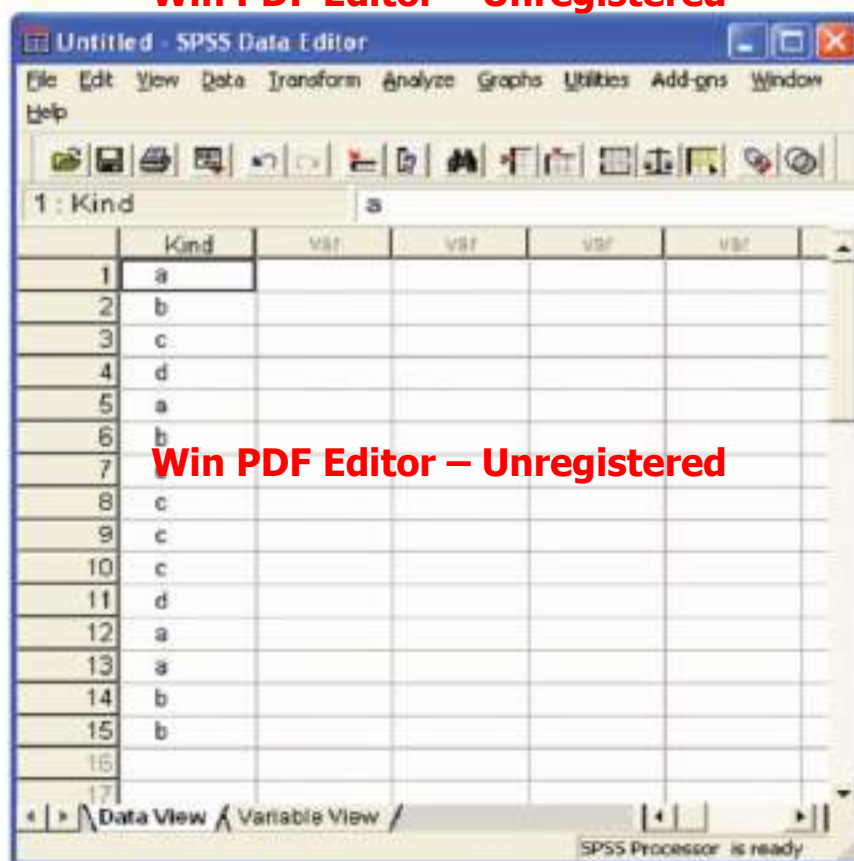 Win PDF Editor – Unregistered
Untitled - SPSS Data Editor
File Edit View Data Transform Analyze Graphs Utilities Add-ons Window
Help
1 : Kind a
Kind var var var var
1 a
2 b
3 c
4 d
5 a
6 b
Win PDF Editor – Unregistered
7
8 c
9 c
10 c
11 d
12 a
13 a
14 b
15 b
16
17
Data View Variable View
SPSS Processor is ready